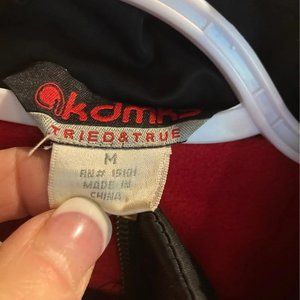 TRIED&TRUE
M
RN# 15101
MADE IN
CHINA